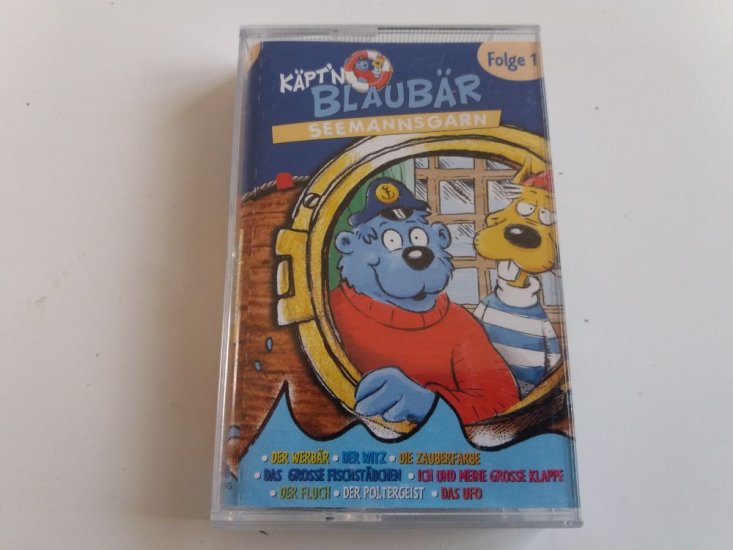 KÄPT'N
BLAUBÄR
Folge 1
SEEMANNSGARN
• DER WERBÄR • DER WITZ • DIE ZAUBERFARBE
• DAS GROSSE FISCHSTÄBCHEN • ICH UND MEINE GROSSE KLAPPE
• DER FLUCH • DER POLTERGEIST • DAS UFO